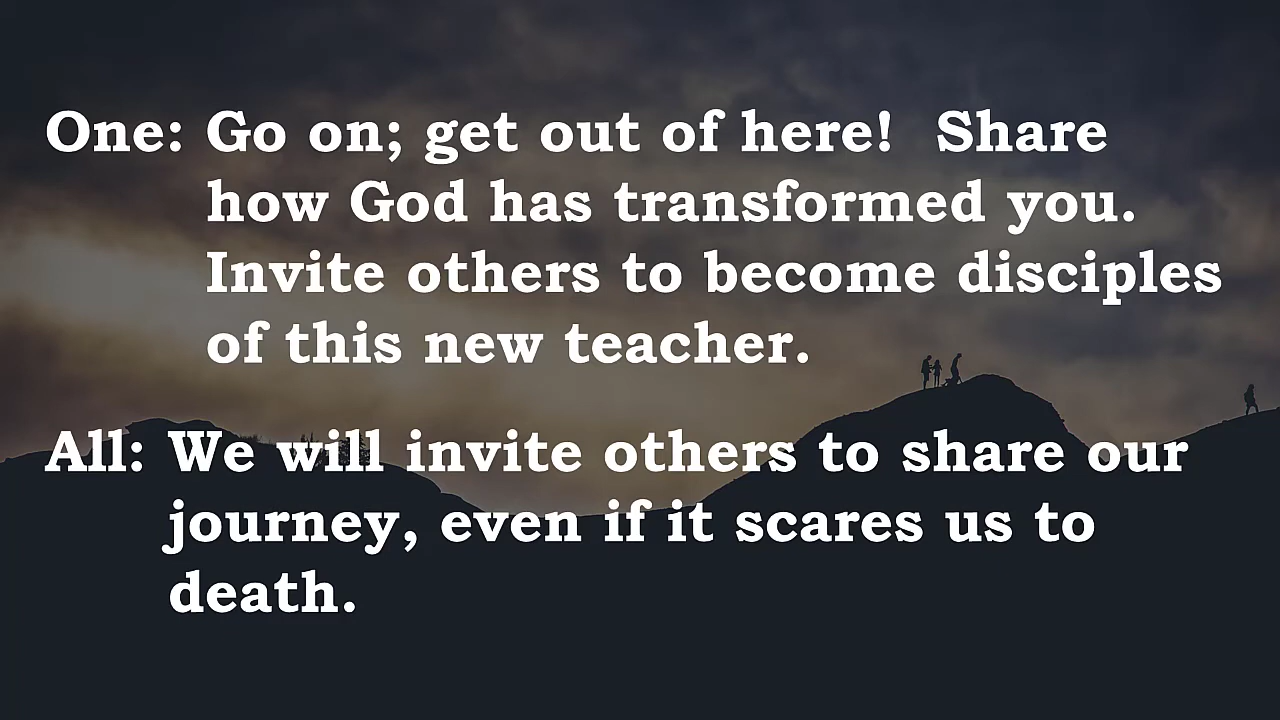 One: Go on; get out of here!  Share
how God has transformed you.
Invite others to become disciples
of this new teacher.
All: We will invite others to share our
journey, even if it scares us to
death.